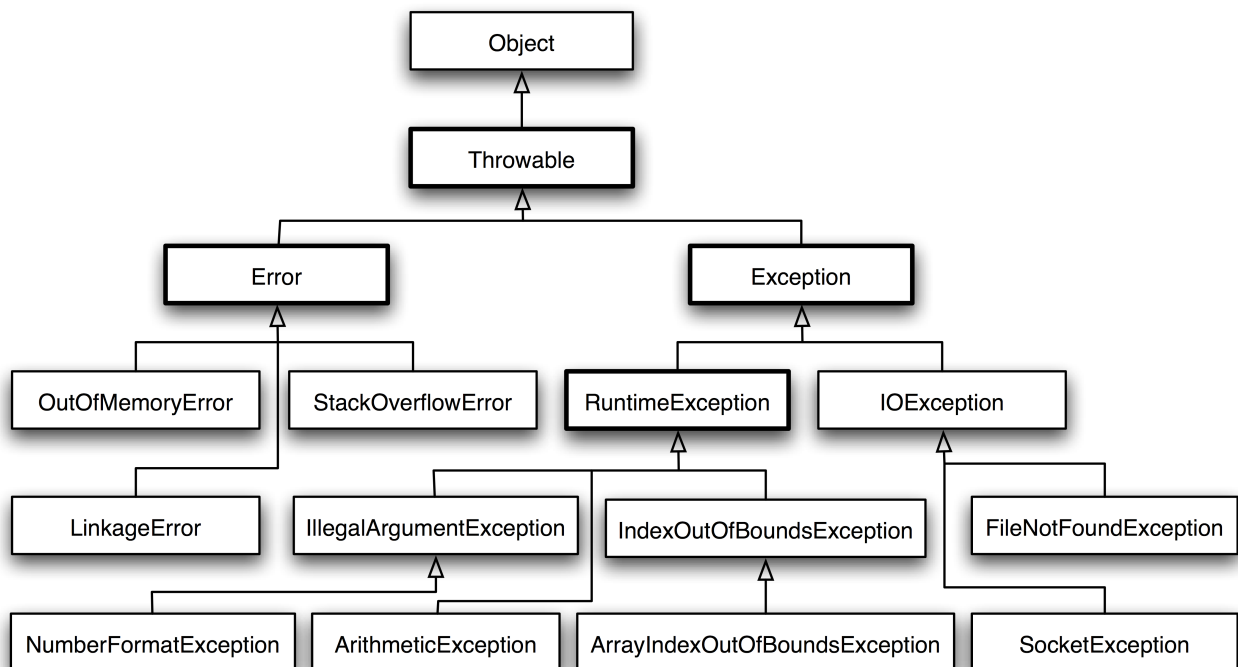 Object
Throwable
Error
Exception
OutOfMemoryError
StackOverflowError
RuntimeException
IOException
LinkageError
IllegalArgumentException
IndexOutOfBoundsException
FileNotFoundException
NumberFormatException
ArithmeticException
ArrayIndexOutOfBoundsException
SocketException